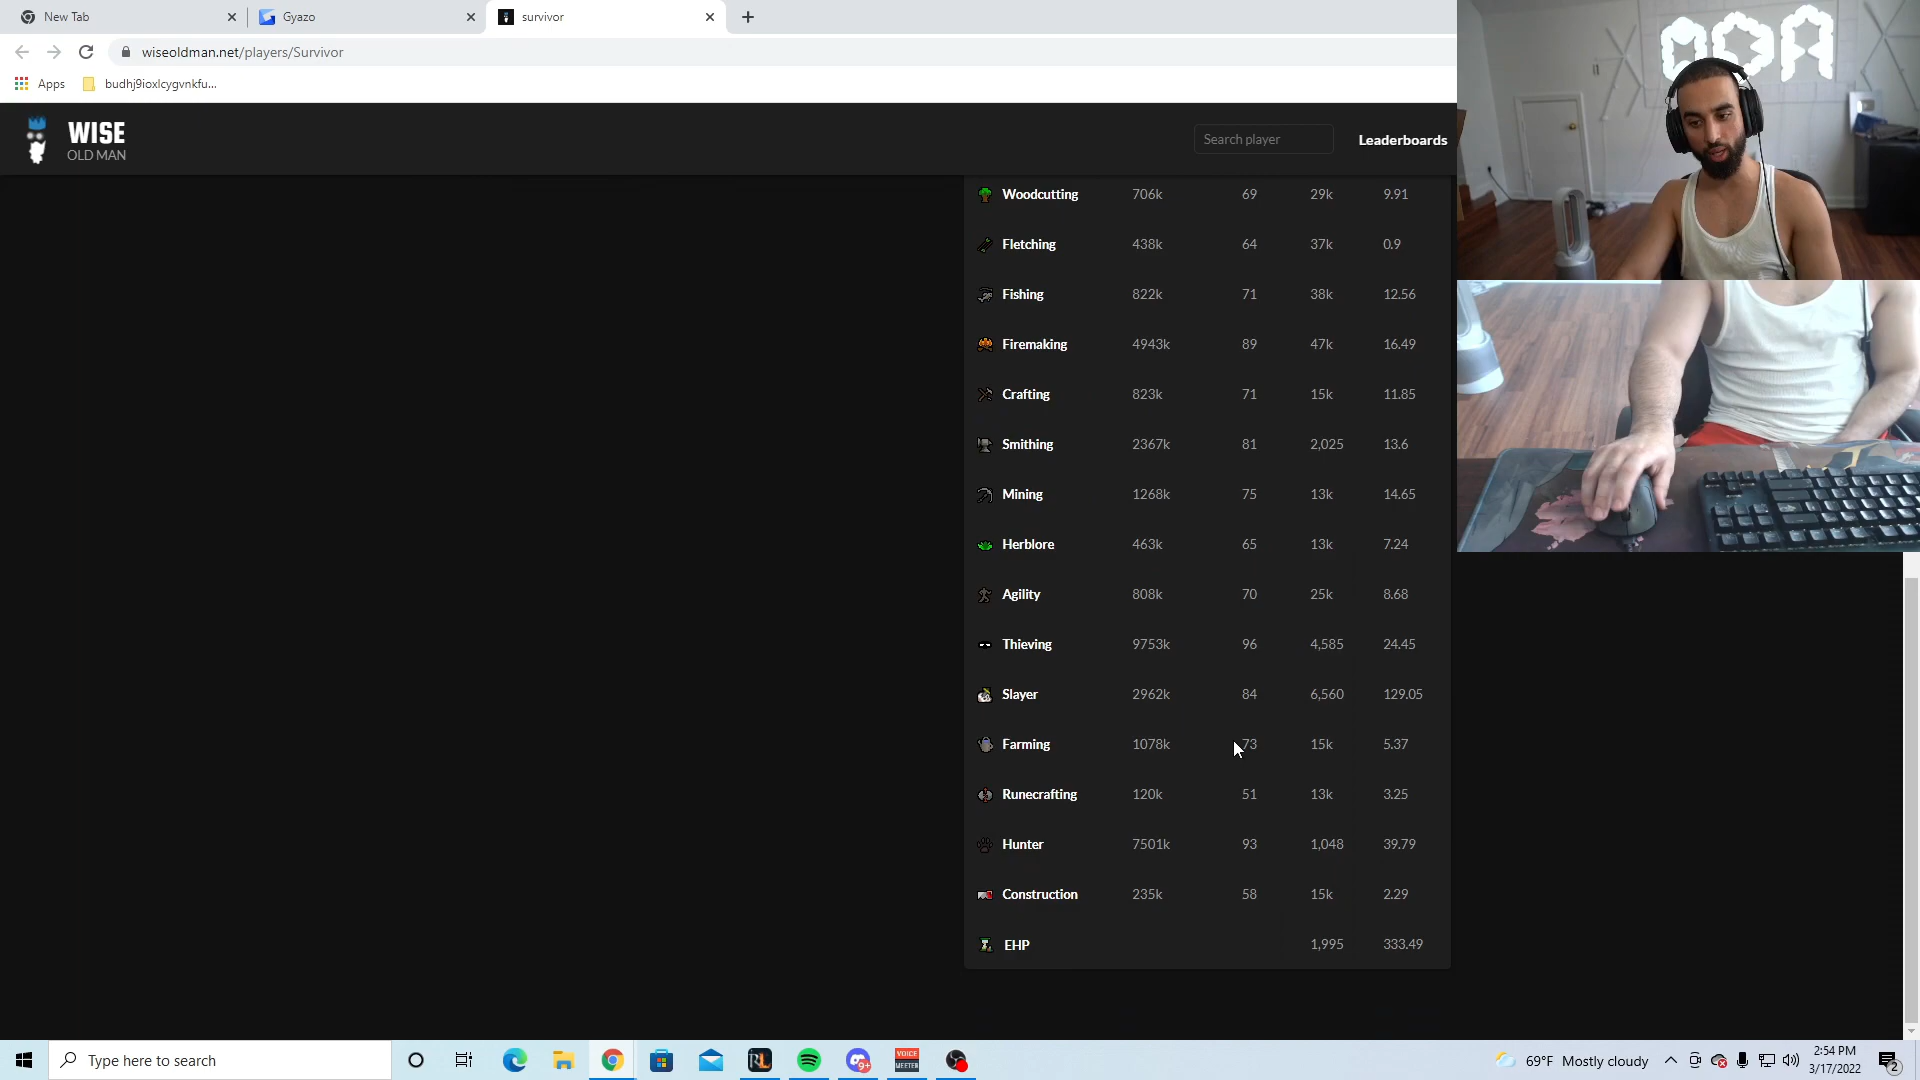 New Tab
Gyazo
survivor
wiseoldman.net/players/Survivor
Apps
budhj9ioxlcygvnkfu...
WISE
OLD MAN
Search player
Leaderboards
Woodcutting 706k 69 29k 9.91
Fletching 438k 64 37k 0.9
Fishing 822k 71 38k 12.56
Firemaking 4943k 89 47k 16.49
Crafting 823k 71 15k 11.85
Smithing 2367k 81 2,025 13.6
Mining 1268k 75 13k 14.65
Herblore 463k 65 13k 7.24
Agility 808k 70 25k 8.68
Thieving 9753k 96 4,585 24.45
Slayer 2962k 84 6,560 129.05
Farming 1078k 73 15k 5.37
Runecrafting 120k 51 13k 3.25
Hunter 7501k 93 1,048 39.79
Construction 235k 58 15k 2.29
EHP 1,995 333.49
Type here to search
RL
9+
VOICE
MEETER
69°F Mostly cloudy
2:54 PM
3/17/2022
2